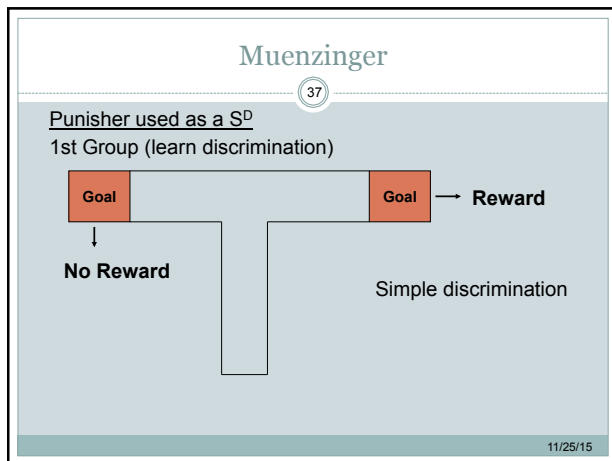 Muenzinger
37
Punisher used as a S^D
1st Group (learn discrimination)
Goal
Goal
Reward
No Reward
Simple discrimination
11/25/15